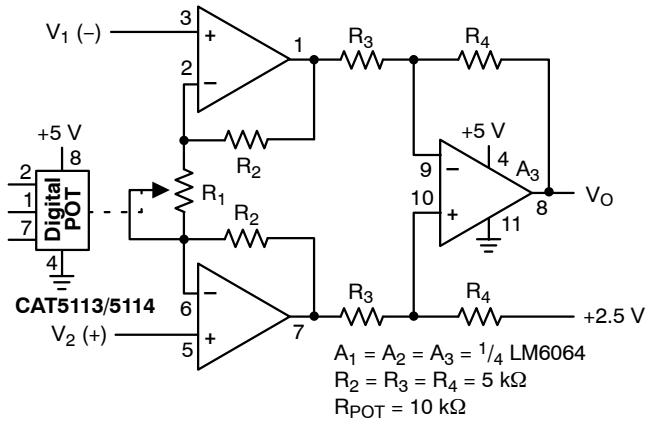 V1 (–)
3
+
1
R3
R4
2
–
+5 V
8
R2
+5 V
4
A3
9
–
2
1
7
Digital
POT
R1
10
+
8
VO
11
R2
4
CAT5113/5114
–
6
R3
R4
+2.5 V
7
V2 (+)
5
+
A1 = A2 = A3 = 1/4 LM6064
R2 = R3 = R4 = 5 kΩ
RPOT = 10 kΩ